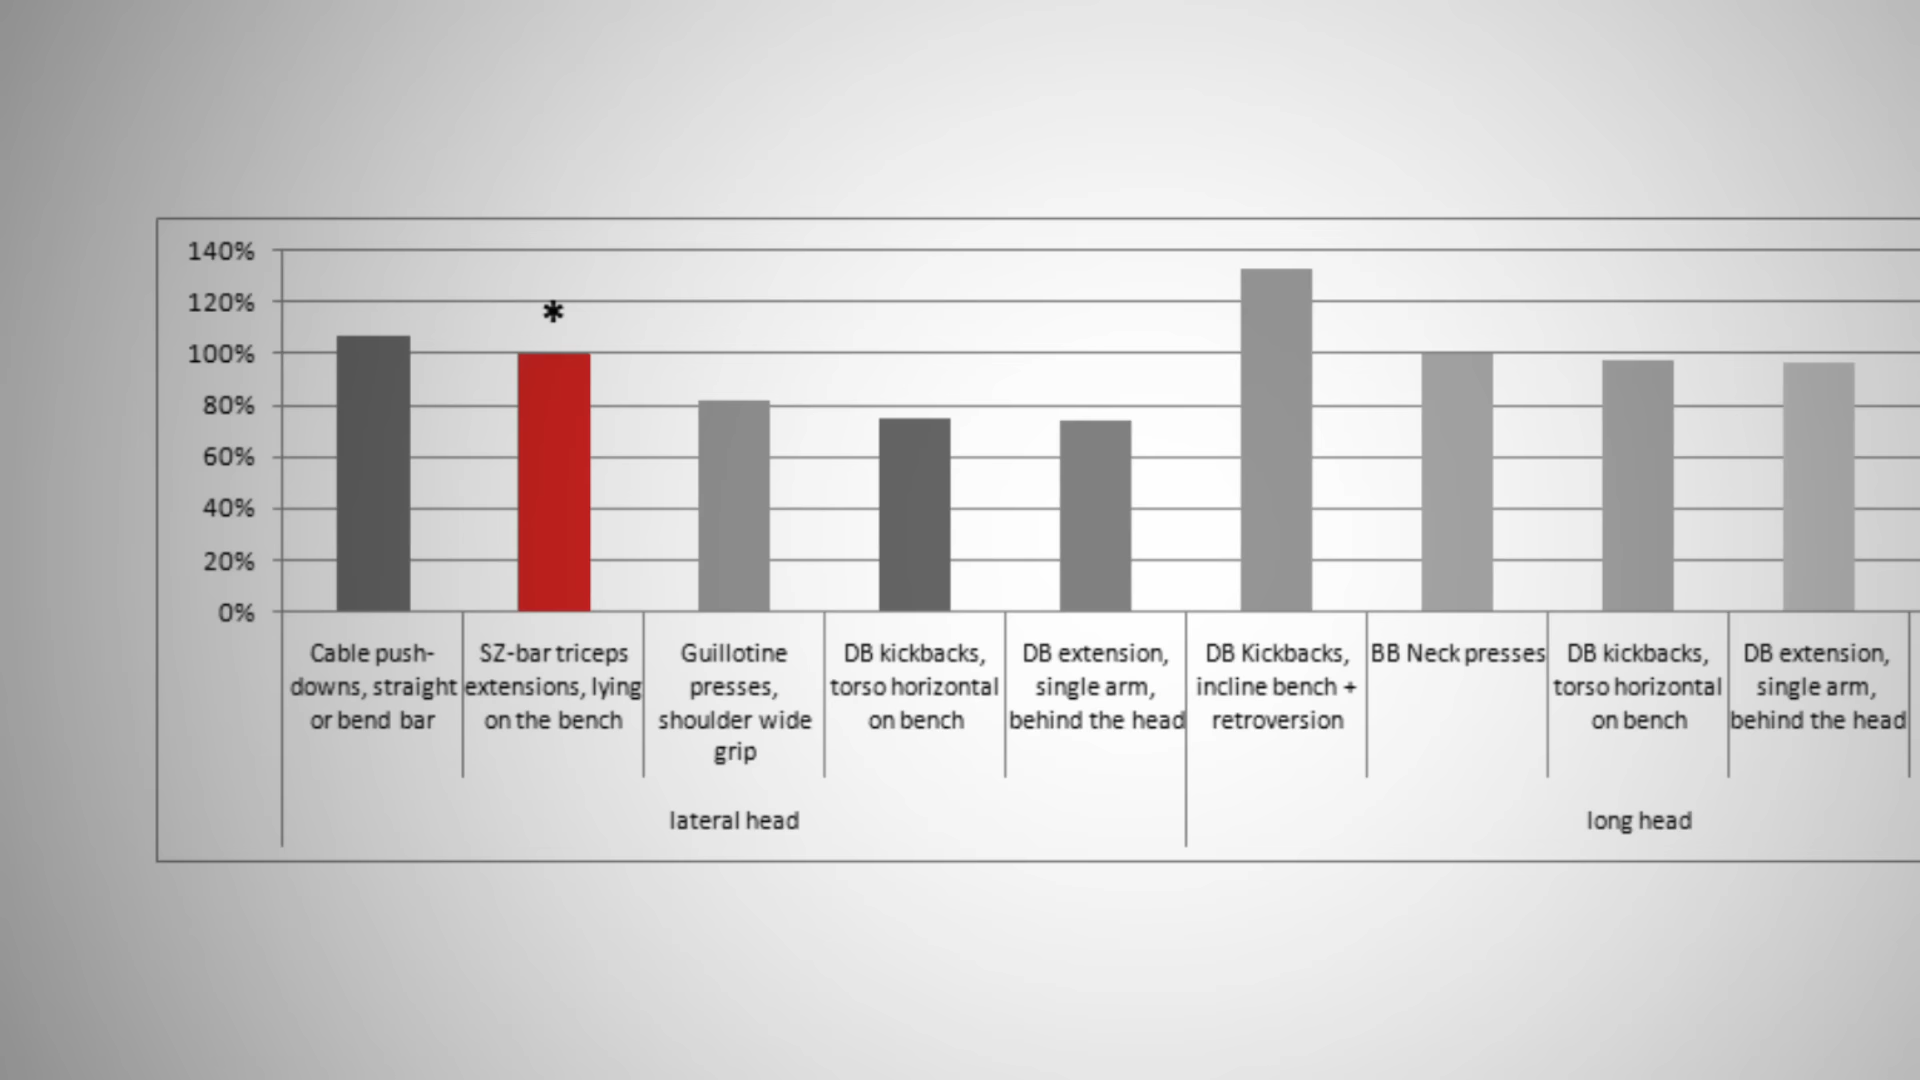 140%
120%
100%
80%
60%
40%
20%
0%
*
Cable push-
downs, straight
or bend bar
SZ-bar triceps
extensions, lying
on the bench
Guillotine
presses,
shoulder wide
grip
DB kickbacks,
torso horizontal
on bench
DB extension,
single arm,
behind the head
DB Kickbacks,
incline bench +
retroversion
BB Neck presses
DB kickbacks,
torso horizontal
on bench
DB extension,
single arm,
behind the head
lateral head
long head